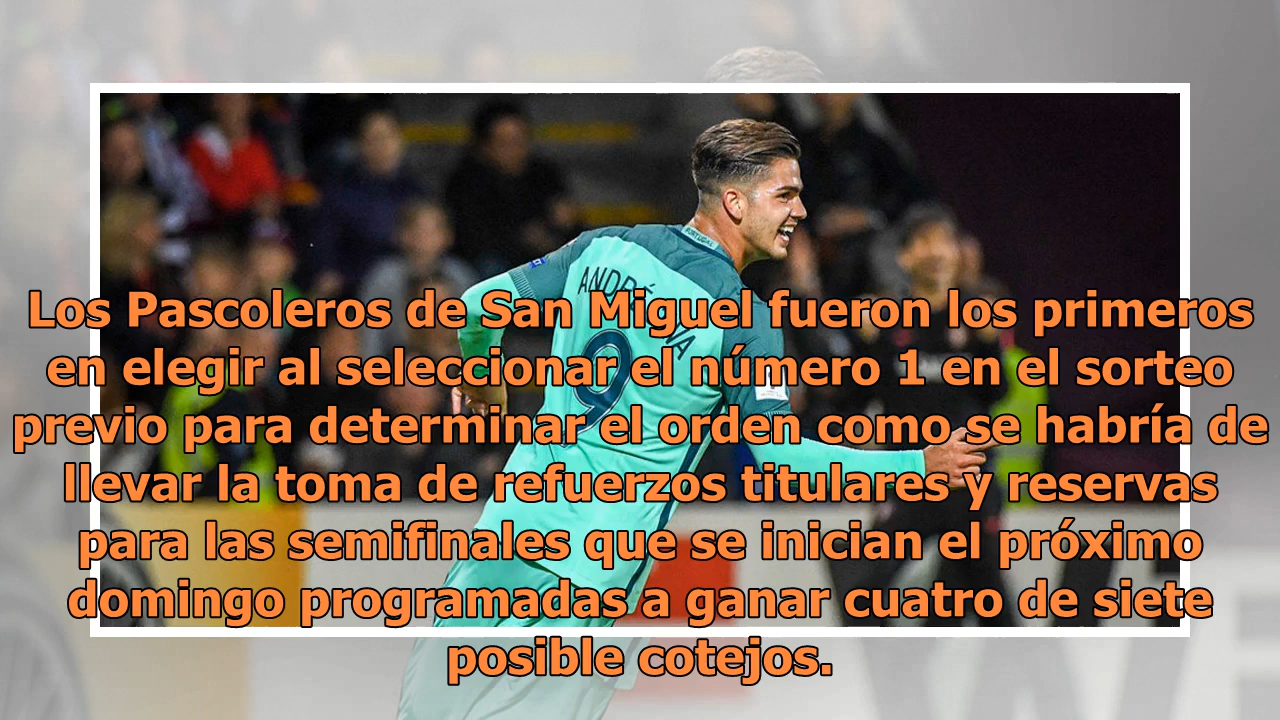 PORTUGAL
9
Los Pascoleros de San Miguel fueron los primeros
en elegir al seleccionar el número 1 en el sorteo
previo para determinar el orden como se habría de
llevar la toma de refuerzos titulares y reservas
para las semifinales que se inician el próximo
domingo programadas a ganar cuatro de siete
posible cotejos.